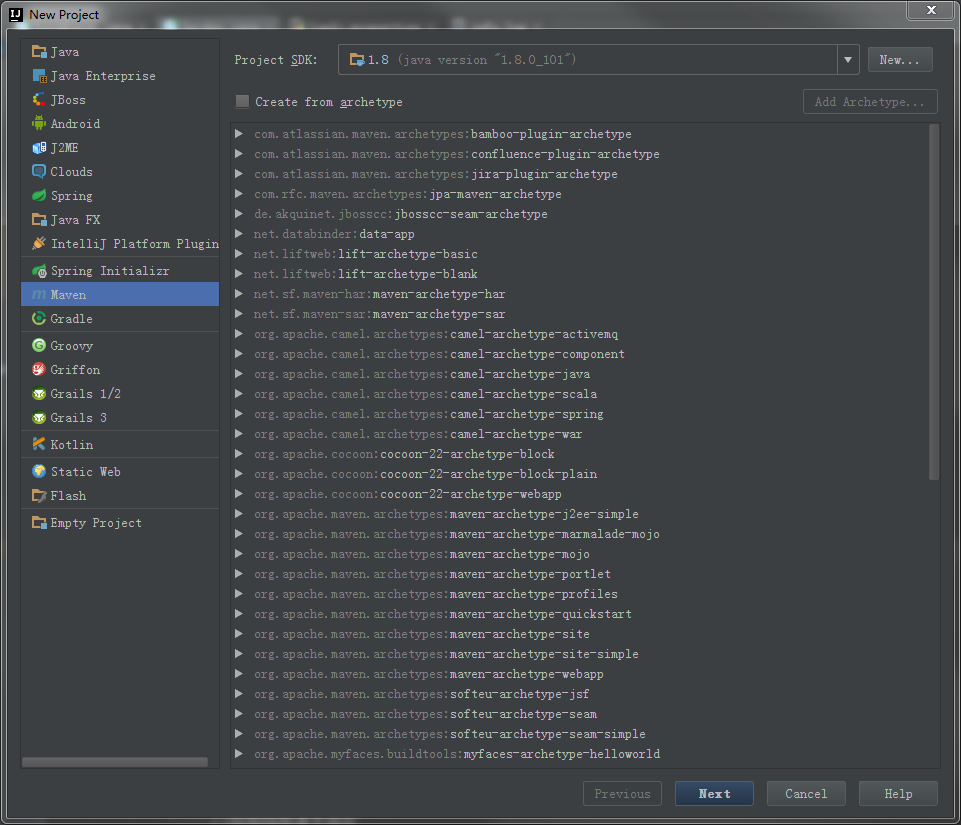 New Project
Java
Java Enterprise
JBoss
Android
J2ME
Clouds
Spring
Java FX
IntelliJ Platform Plugin
Spring Initializr
Maven
Gradle
Groovy
Griffon
Grails 1/2
Grails 3
Kotlin
Static Web
Flash
Empty Project
Project SDK: 1.8 (java version "1.8.0_101") New...
Create from archetype Add Archetype...
com.atlassian.maven.archetypes:bamboo-plugin-archetype
com.atlassian.maven.archetypes:confluence-plugin-archetype
com.atlassian.maven.archetypes:jira-plugin-archetype
com.rfc.maven.archetypes:jpa-maven-archetype
de.akquinet.jbosscc:jbosscc-seam-archetype
net.databinder:data-app
net.liftweb:lift-archetype-basic
net.liftweb:lift-archetype-blank
net.sf.maven-har:maven-archetype-har
net.sf.maven-sar:maven-archetype-sar
org.apache.camel.archetypes:camel-archetype-activemq
org.apache.camel.archetypes:camel-archetype-component
org.apache.camel.archetypes:camel-archetype-java
org.apache.camel.archetypes:camel-archetype-scala
org.apache.camel.archetypes:camel-archetype-spring
org.apache.camel.archetypes:camel-archetype-war
org.apache.cocoon:cocoon-22-archetype-block
org.apache.cocoon:cocoon-22-archetype-block-plain
org.apache.cocoon:cocoon-22-archetype-webapp
org.apache.maven.archetypes:maven-archetype-j2ee-simple
org.apache.maven.archetypes:maven-archetype-marmalade-mojo
org.apache.maven.archetypes:maven-archetype-mojo
org.apache.maven.archetypes:maven-archetype-portlet
org.apache.maven.archetypes:maven-archetype-profiles
org.apache.maven.archetypes:maven-archetype-quickstart
org.apache.maven.archetypes:maven-archetype-site
org.apache.maven.archetypes:maven-archetype-site-simple
org.apache.maven.archetypes:maven-archetype-webapp
org.apache.maven.archetypes:softeu-archetype-jsf
org.apache.maven.archetypes:softeu-archetype-seam
org.apache.maven.archetypes:softeu-archetype-seam-simple
org.apache.myfaces.buildtools:myfaces-archetype-helloworld
Previous Next Cancel Help